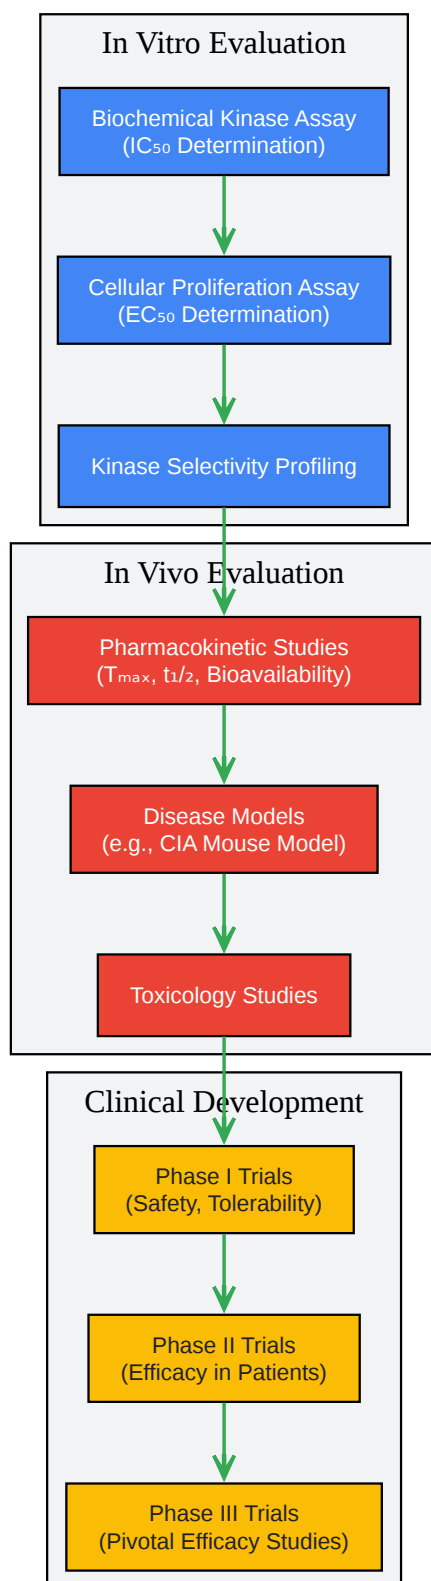 In Vitro Evaluation
Biochemical Kinase Assay
(IC₅₀ Determination)
Cellular Proliferation Assay
(EC₅₀ Determination)
Kinase Selectivity Profiling
In Vivo Evaluation
Pharmacokinetic Studies
(Tₘₐₓ, t₁/₂, Bioavailability)
Disease Models
(e.g., CIA Mouse Model)
Toxicology Studies
Clinical Development
Phase I Trials
(Safety, Tolerability)
Phase II Trials
(Efficacy in Patients)
Phase III Trials
(Pivotal Efficacy Studies)